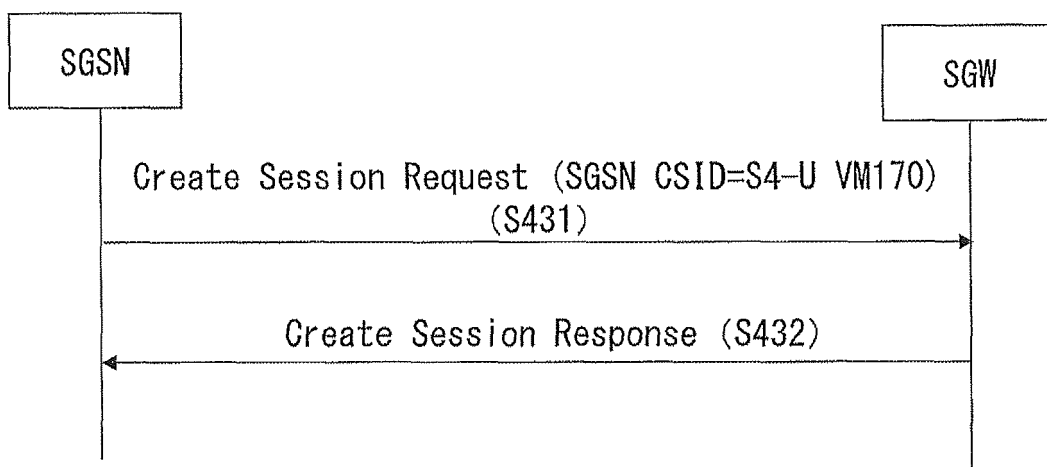 SGSN
SGW
Create Session Request (SGSN CSID=S4-U VM170)
(S431)
Create Session Response (S432)